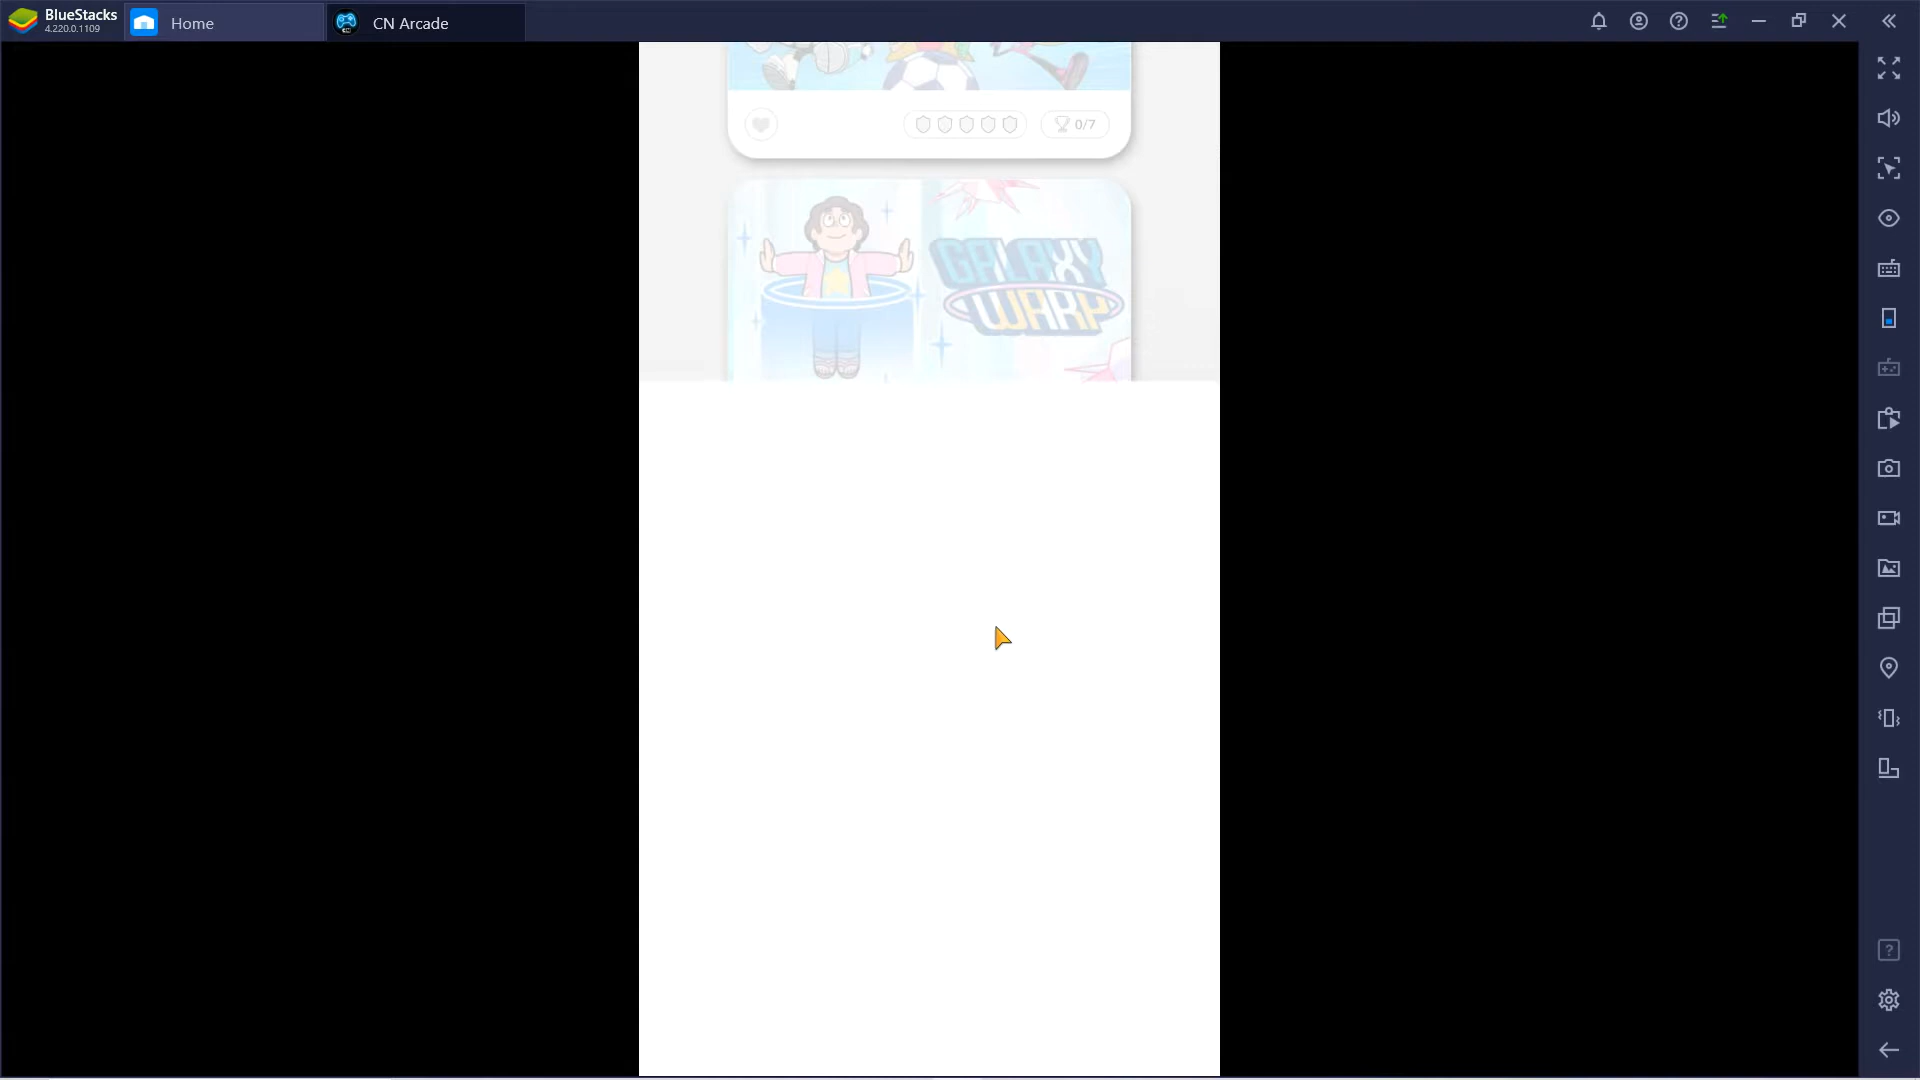 BlueStacks
4.220.0.1109
Home
CN Arcade
0/7
GALAXY
WARP